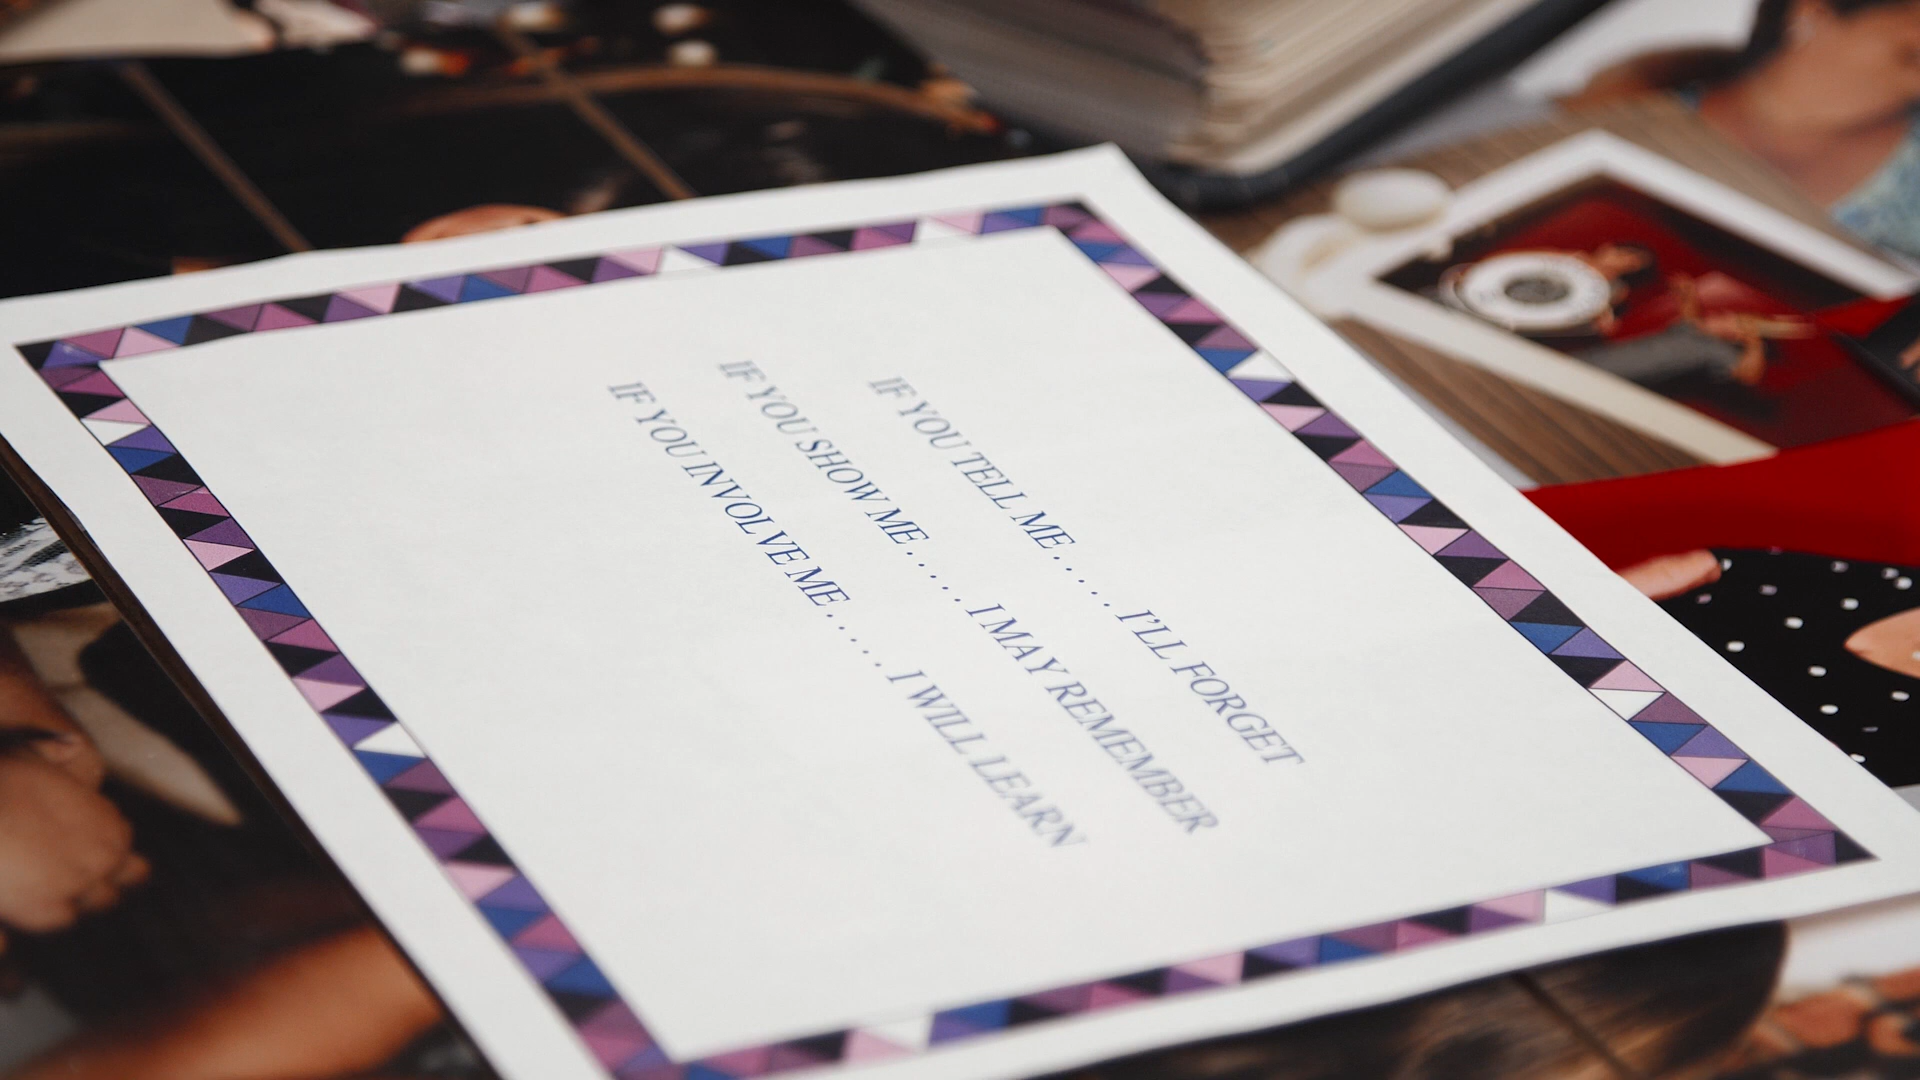 IF YOU TELL ME..... I'LL FORGET
IF YOU SHOW ME..... I MAY REMEMBER
IF YOU INVOLVE ME..... I WILL LEARN